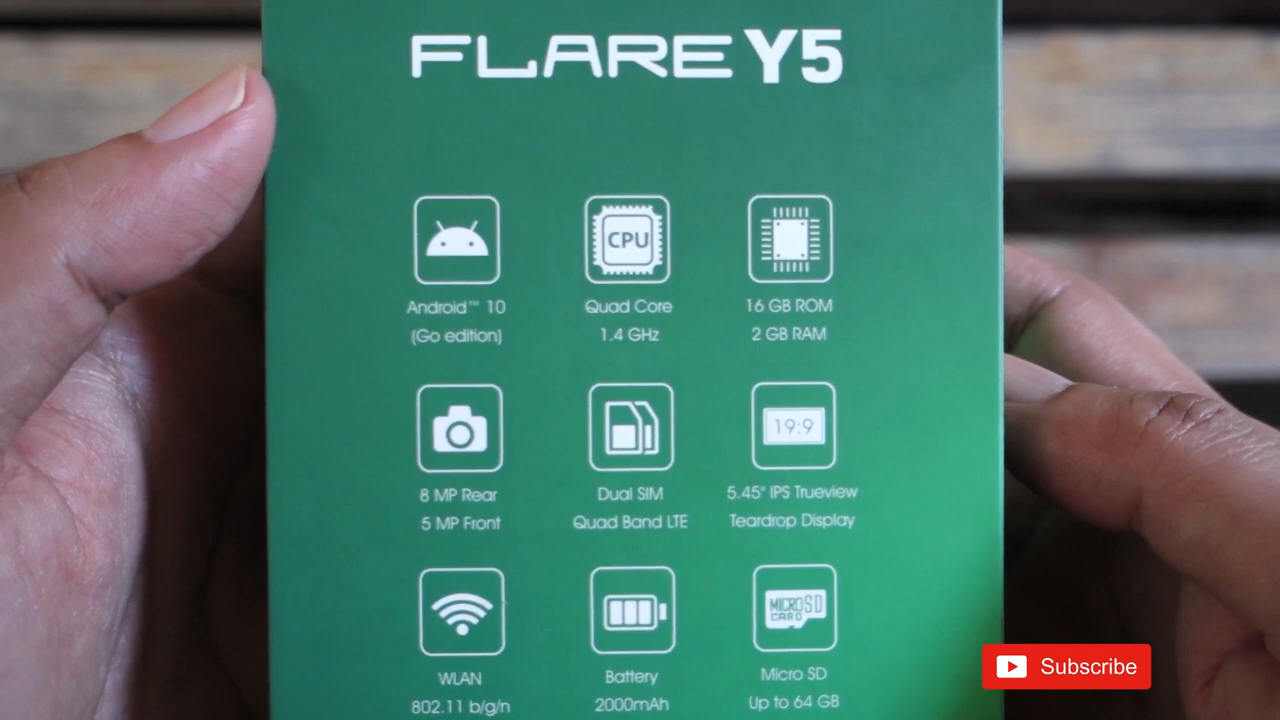 FLARE Y5
CPU
Android™ 10
(Go edition)
Quad Core
1.4 GHz
16 GB ROM
2 GB RAM
19:9
8 MP Rear
5 MP Front
Dual SIM
Quad Band LTE
5.45" IPS Trueview
Teardrop Display
MICRO SD
CARD
WLAN
802.11 b/g/n
Battery
2000mAh
Micro SD
Up to 64 GB
Subscribe